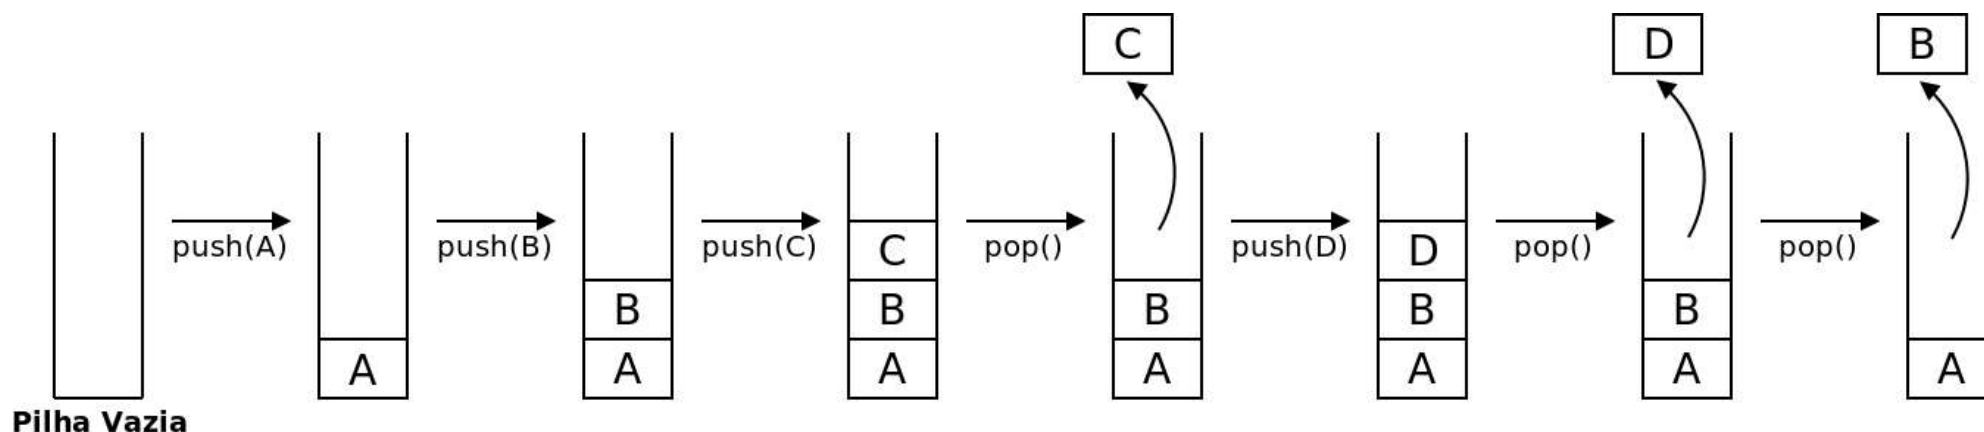 C D B
push(A) push(B) push(C) pop() push(D) pop() pop()
C D
B B B B B
A A A A A A A
Pilha Vazia